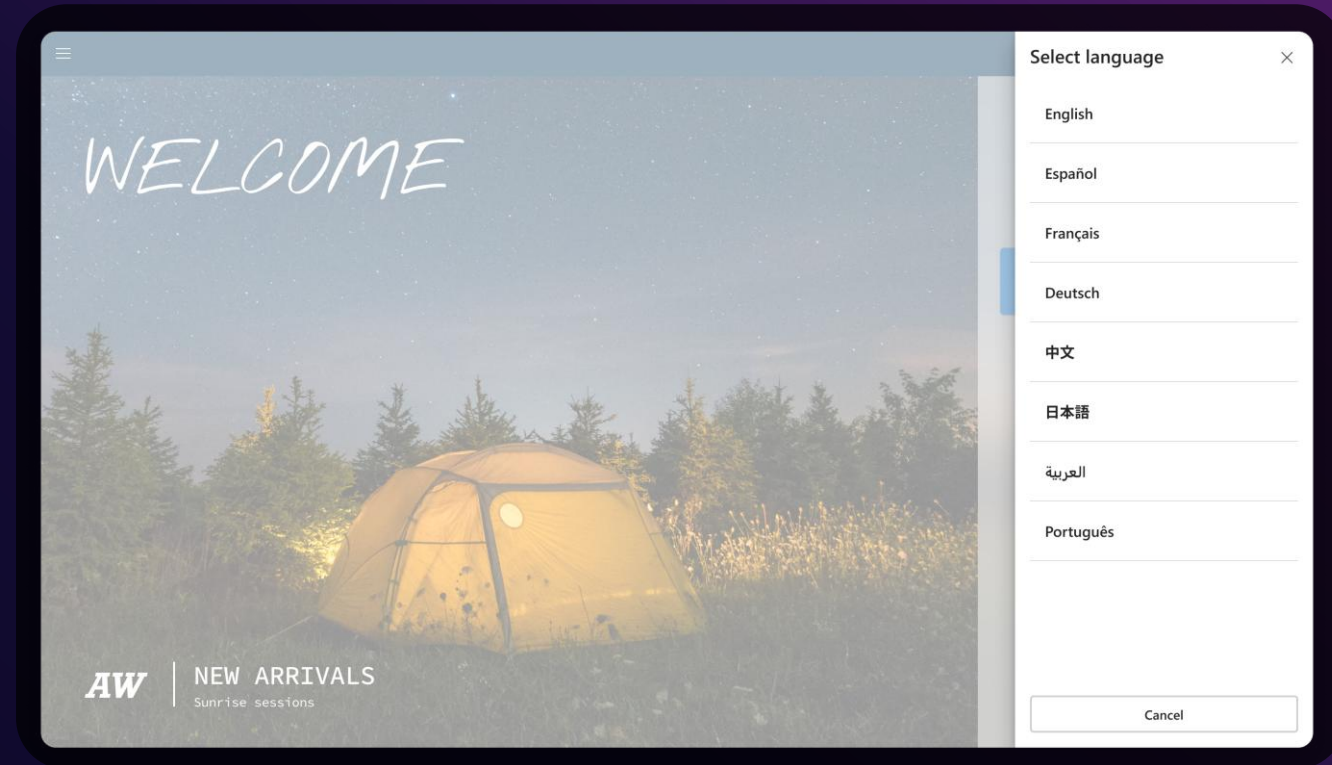 WELCOME
AW
NEW ARRIVALS
Sunrise sessions
Select language
English
Español
Français
Deutsch
中文
日本語
العربية
Português
Cancel